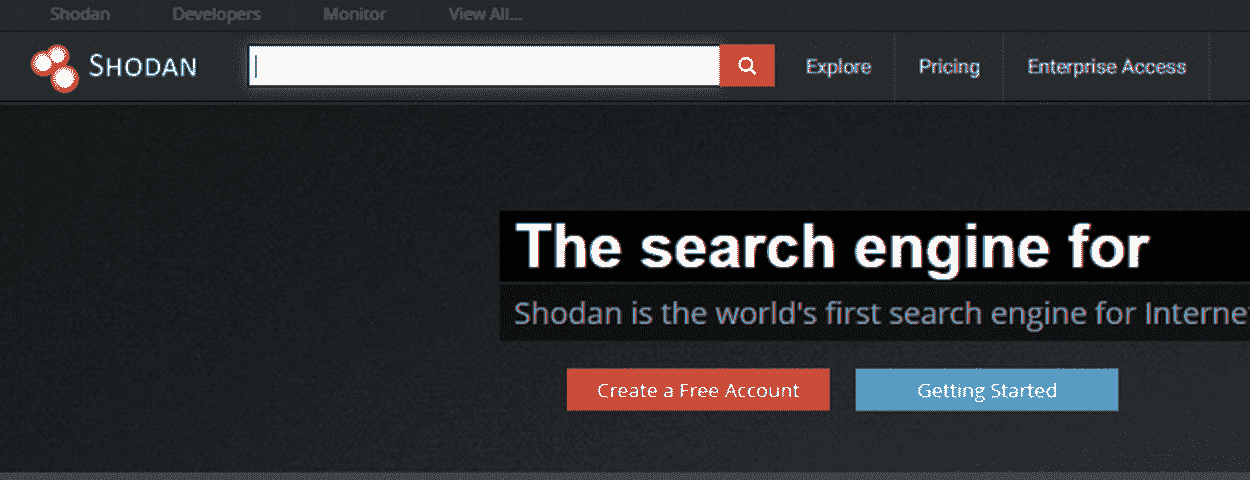 Shodan Developers Monitor View All...
SHODAN Explore Pricing Enterprise Access
The search engine for
Shodan is the world's first search engine for Interne
Create a Free Account Getting Started